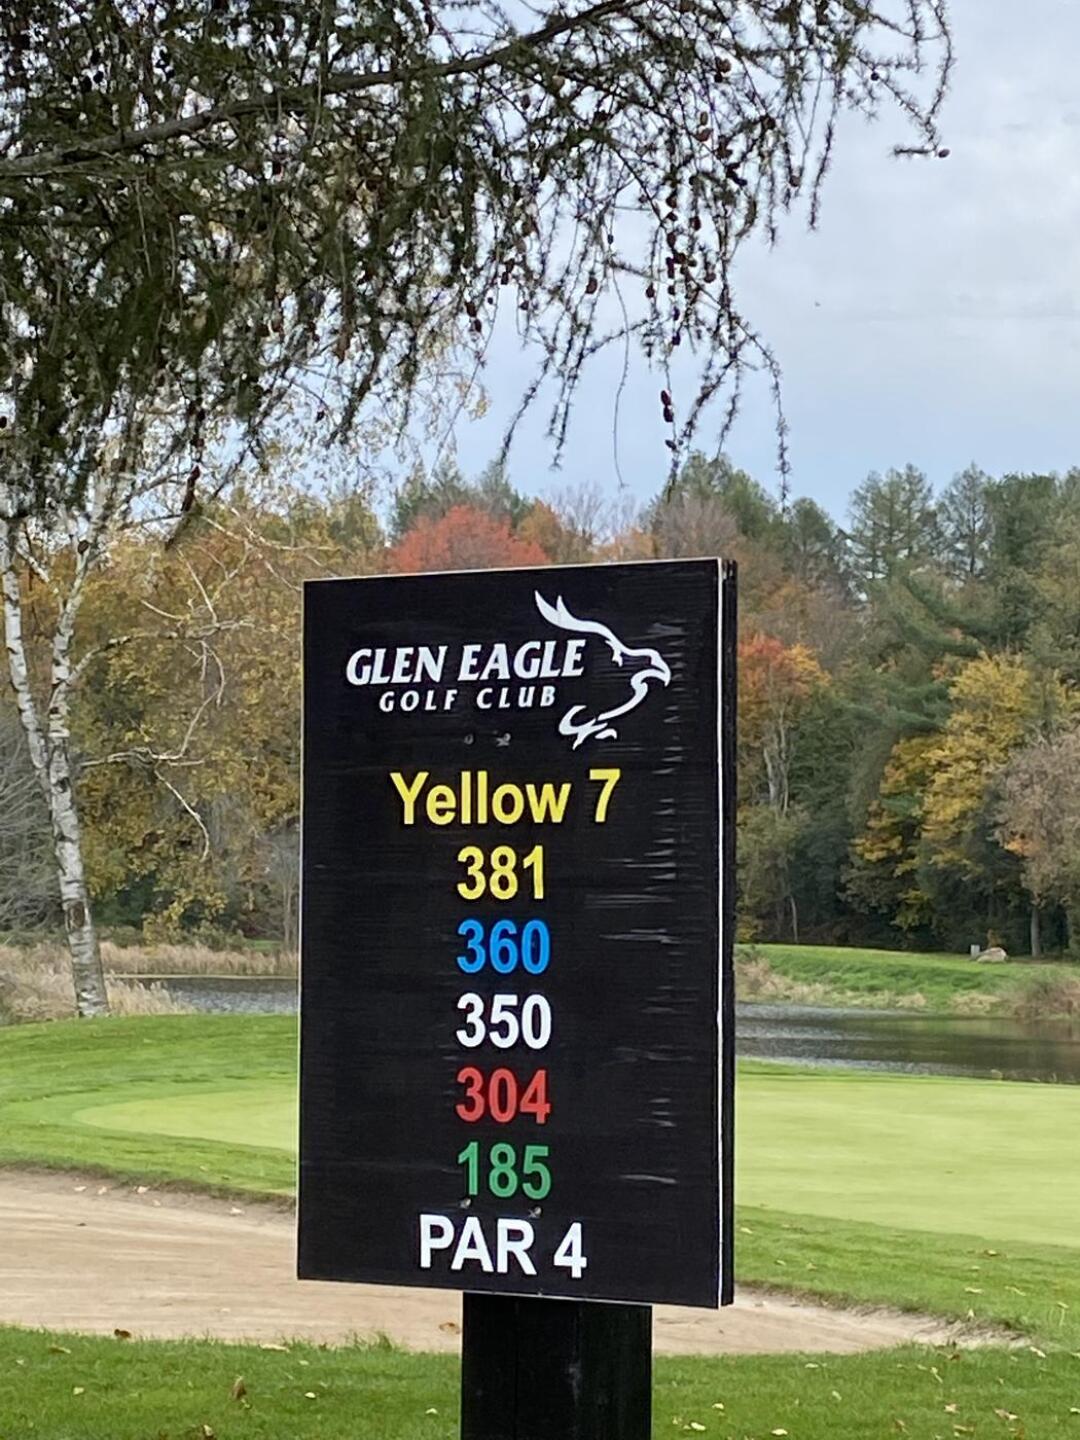 GLEN EAGLE
GOLF CLUB
Yellow 7
381
360
350
304
185
PAR 4